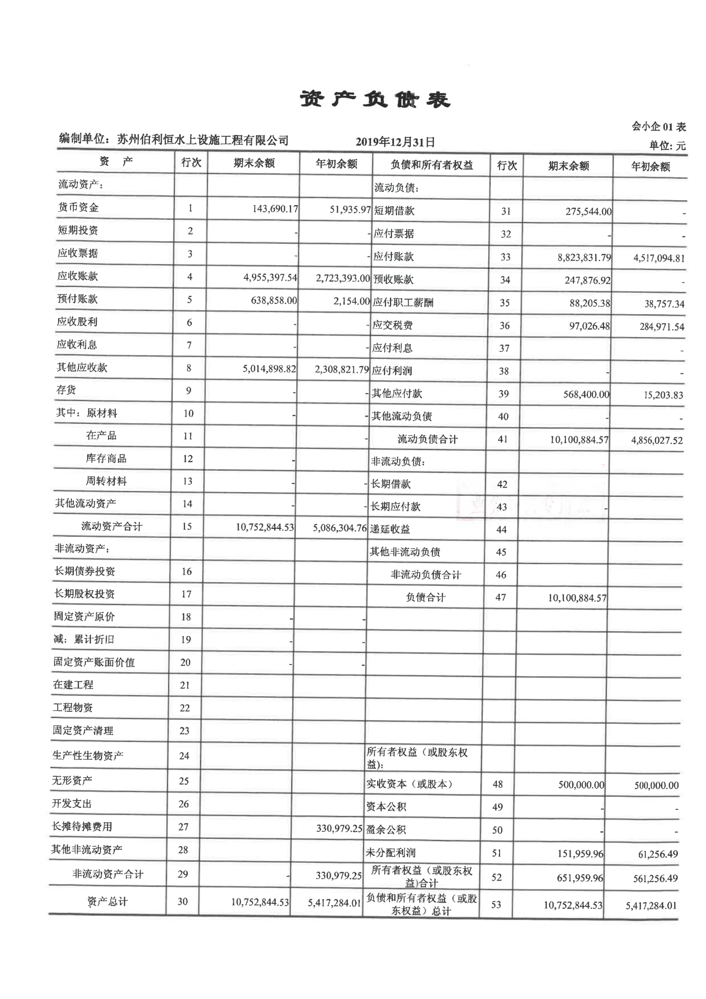 资产负债表
会小企 01 表
编制单位：苏州伯利恒水上设施工程有限公司 2019年12月31日 单位: 元
资 产 行次 期末余额 年初余额 负债和所有者权益 行次 期末余额 年初余额
流动资产： 流动负债：
货币资金 1 143,690.17 51,935.97 短期借款 31 275,544.00 -
短期投资 2 - - 应付票据 32 - -
应收票据 3 - - 应付账款 33 8,823,831.79 4,517,094.81
应收账款 4 4,955,397.54 2,723,393.00 预收账款 34 247,876.92 -
预付账款 5 638,858.00 2,154.00 应付职工薪酬 35 88,205.38 38,757.34
应收股利 6 - - 应交税费 36 97,026.48 284,971.54
应收利息 7 - - 应付利息 37 -
其他应收款 8 5,014,898.82 2,308,821.79 应付利润 38 - -
存货 9 - - 其他应付款 39 568,400.00 15,203.83
其中：原材料 10 - - 其他流动负债 40 - -
在产品 11 - 流动负债合计 41 10,100,884.57 4,856,027.52
库存商品 12 - 非流动负债：
周转材料 13 - - 长期借款 42
其他流动资产 14 - - 长期应付款 43 -
流动资产合计 15 10,752,844.53 5,086,304.76 递延收益 44
非流动资产： 其他非流动负债 45
长期债券投资 16 非流动负债合计 46
长期股权投资 17 负债合计 47 10,100,884.57
固定资产原价 18 - -
减：累计折旧 19 - -
固定资产账面价值 20 - -
在建工程 21
工程物资 22
固定资产清理 23
生产性生物资产 24 所有者权益（或股东权
益）：
无形资产 25 实收资本（或股本） 48 500,000.00 500,000.00
开发支出 26 资本公积 49 - -
长摊待摊费用 27 330,979.25 盈余公积 50 - -
其他非流动资产 28 未分配利润 51 151,959.96 61,256.49
非流动资产合计 29 - 330,979.25 所有者权益（或股东权
益)合计 52 651,959.96 561,256.49
资产总计 30 10,752,844.53 5,417,284.01 负债和所有者权益（或股
东权益）总计 53 10,752,844.53 5,417,284.01